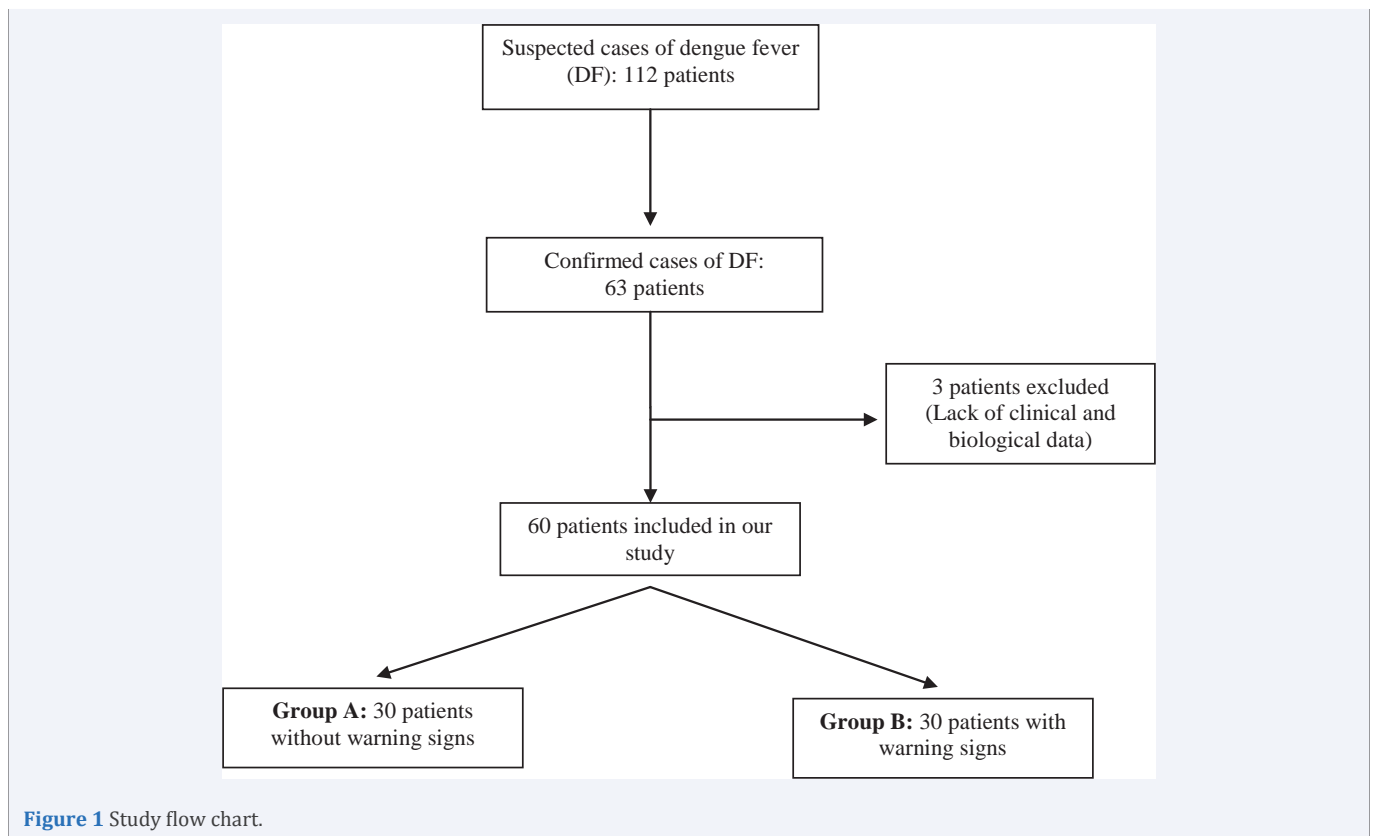 Suspected cases of dengue fever
(DF): 112 patients
Confirmed cases of DF:
63 patients
3 patients excluded
(Lack of clinical and
biological data)
60 patients included in our
study
Group A: 30 patients
without warning signs
Group B: 30 patients with
warning signs
Figure 1 Study flow chart.